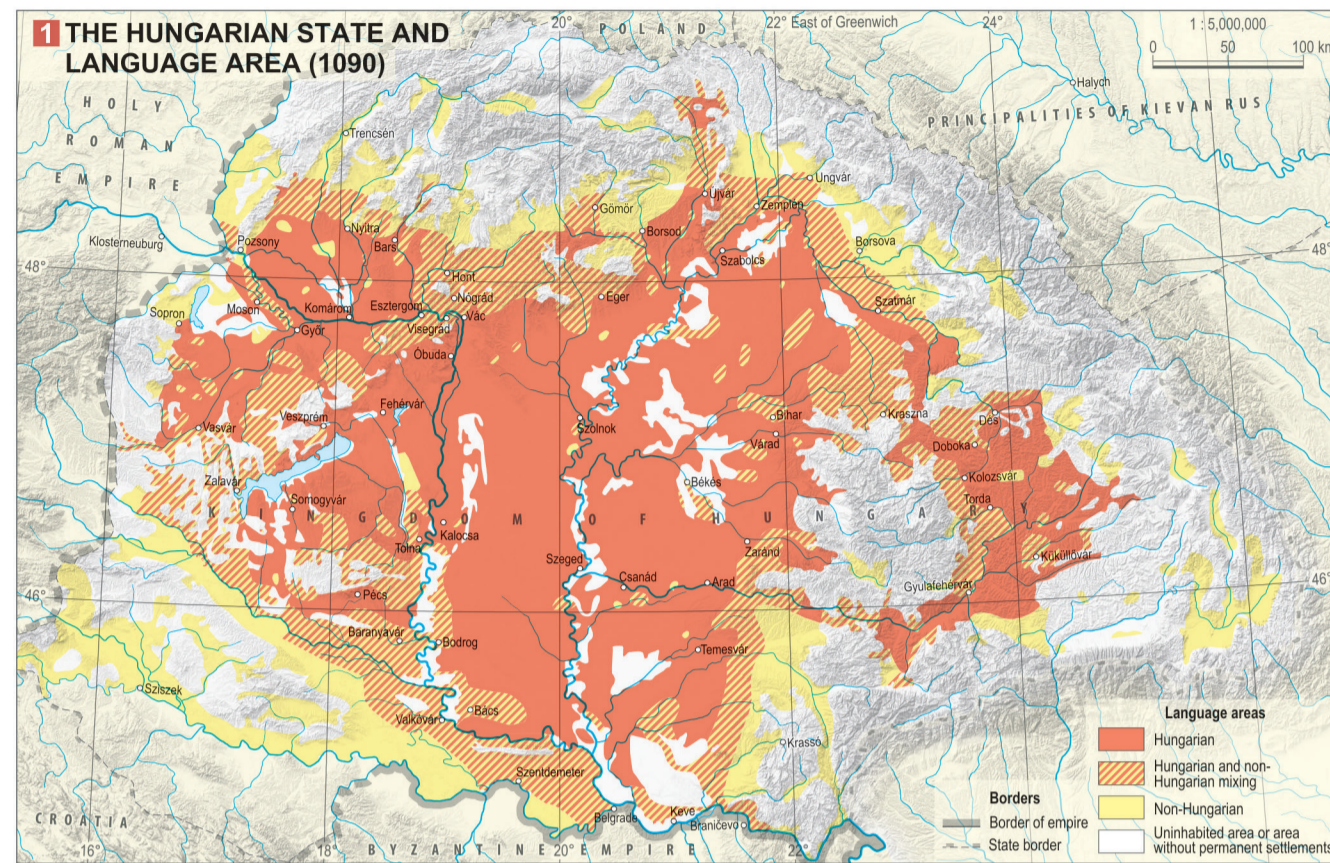 1 THE HUNGARIAN STATE AND
LANGUAGE AREA (1090)
20°
POLAND
22° East of Greenwich
24°
1:5,000,000
0 50 100 km
HOLY
ROMAN
EMPIRE
PRINCIPALITIES OF KIEVAN RUS
Halych
Trencsén
Ungvár
Újvár
Zemplén
Gömör
Nyitra
Borsod
Klosterneuburg
Pozsony
Bars
Borsova
48°
48°
Szabolcs
Hont
Moson
Komárom
Esztergom
Nógrád
Eger
Szatmár
Sopron
Győr
Visegrád
Vác
Óbuda
Fehérvár
Veszprém
Vasvár
Szolnok
Bihar
Kraszna
Dés
Várad
Doboka
Kolozsvár
Zalavár
Békés
Somogyvár
Torda
KINGDOM OF HUNGARY
Kalocsa
Tolna
Zaránd
Küküllővár
Szeged
Csanád
Arad
Gyulafehérvár
46°
46°
Pécs
Baranyavár
Bodrog
Temesvár
Sziszek
Valkóvár
Bács
Krassó
Szentdemeter
Belgrade
Keve
Braničevo
CROATIA
16°
18°
BYZANTINE EMPIRE
20°
22°
Borders
Border of empire
State border
Language areas
Hungarian
Hungarian and non-
Hungarian mixing
Non-Hungarian
Uninhabited area or area
without permanent settlements